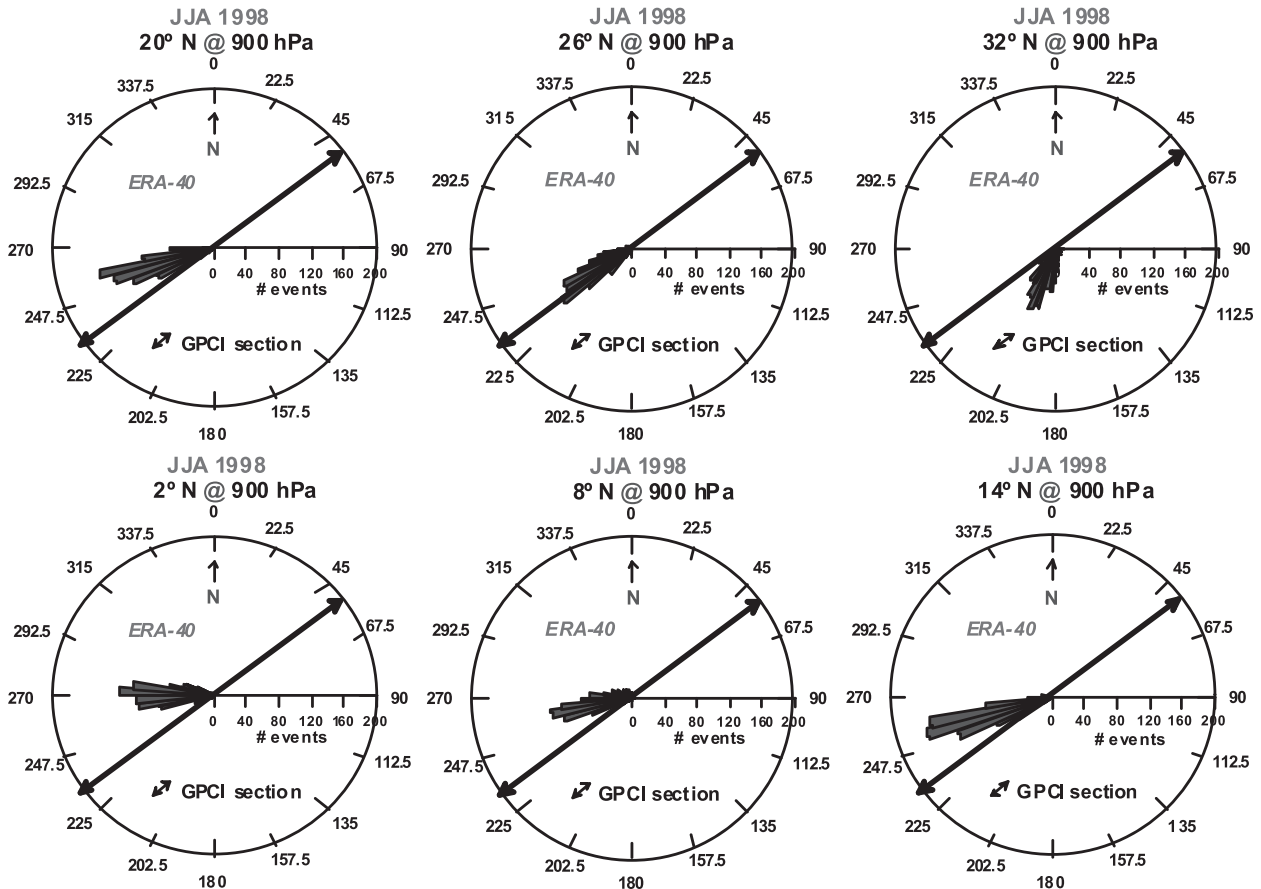 JJA 1998
20º N @ 900 hPa
0
22.5
45
67.5
90
112.5
135
157.5
180
202.5
225
247.5
270
292.5
315
337.5
N
ERA-40
0 40 80 120 160 200
# events
GPCI section
JJA 1998
26º N @ 900 hPa
0
22.5
45
67.5
90
112.5
135
157.5
180
202.5
225
247.5
270
292.5
315
337.5
N
ERA-40
0 40 80 120 160 200
# events
GPCI section
JJA 1998
32º N @ 900 hPa
0
22.5
45
67.5
90
112.5
135
157.5
180
202.5
225
247.5
270
292.5
315
337.5
N
ERA-40
0 40 80 120 160 200
# events
GPCI section
JJA 1998
2º N @ 900 hPa
0
22.5
45
67.5
90
112.5
135
157.5
180
202.5
225
247.5
270
292.5
315
337.5
N
ERA-40
0 40 80 120 160 200
# events
GPCI section
JJA 1998
8º N @ 900 hPa
0
22.5
45
67.5
90
112.5
135
157.5
180
202.5
225
247.5
270
292.5
315
337.5
N
ERA-40
0 40 80 120 160 200
# events
GPCI section
JJA 1998
14º N @ 900 hPa
0
22.5
45
67.5
90
112.5
135
157.5
180
202.5
225
247.5
270
292.5
315
337.5
N
ERA-40
0 40 80 120 160 200
# events
GPCI section